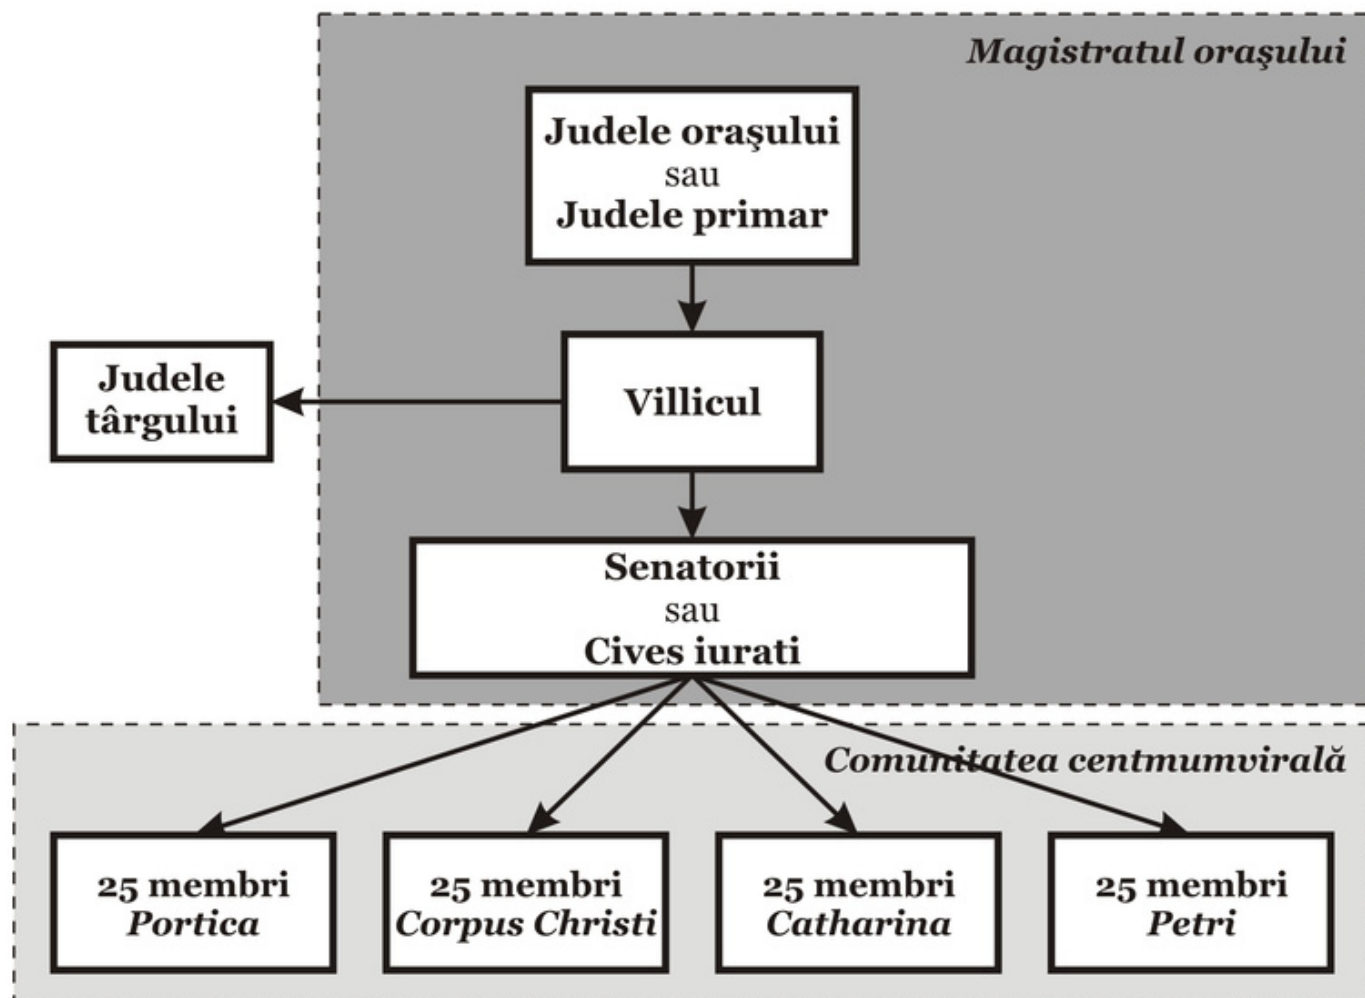 Magistratul oraşului
Judele oraşului
sau
Judele primar
Judele
târgului
Villicul
Senatorii
sau
Cives iurati
Comunitatea centmumvirală
25 membri
Portica
25 membri
Corpus Christi
25 membri
Catharina
25 membri
Petri